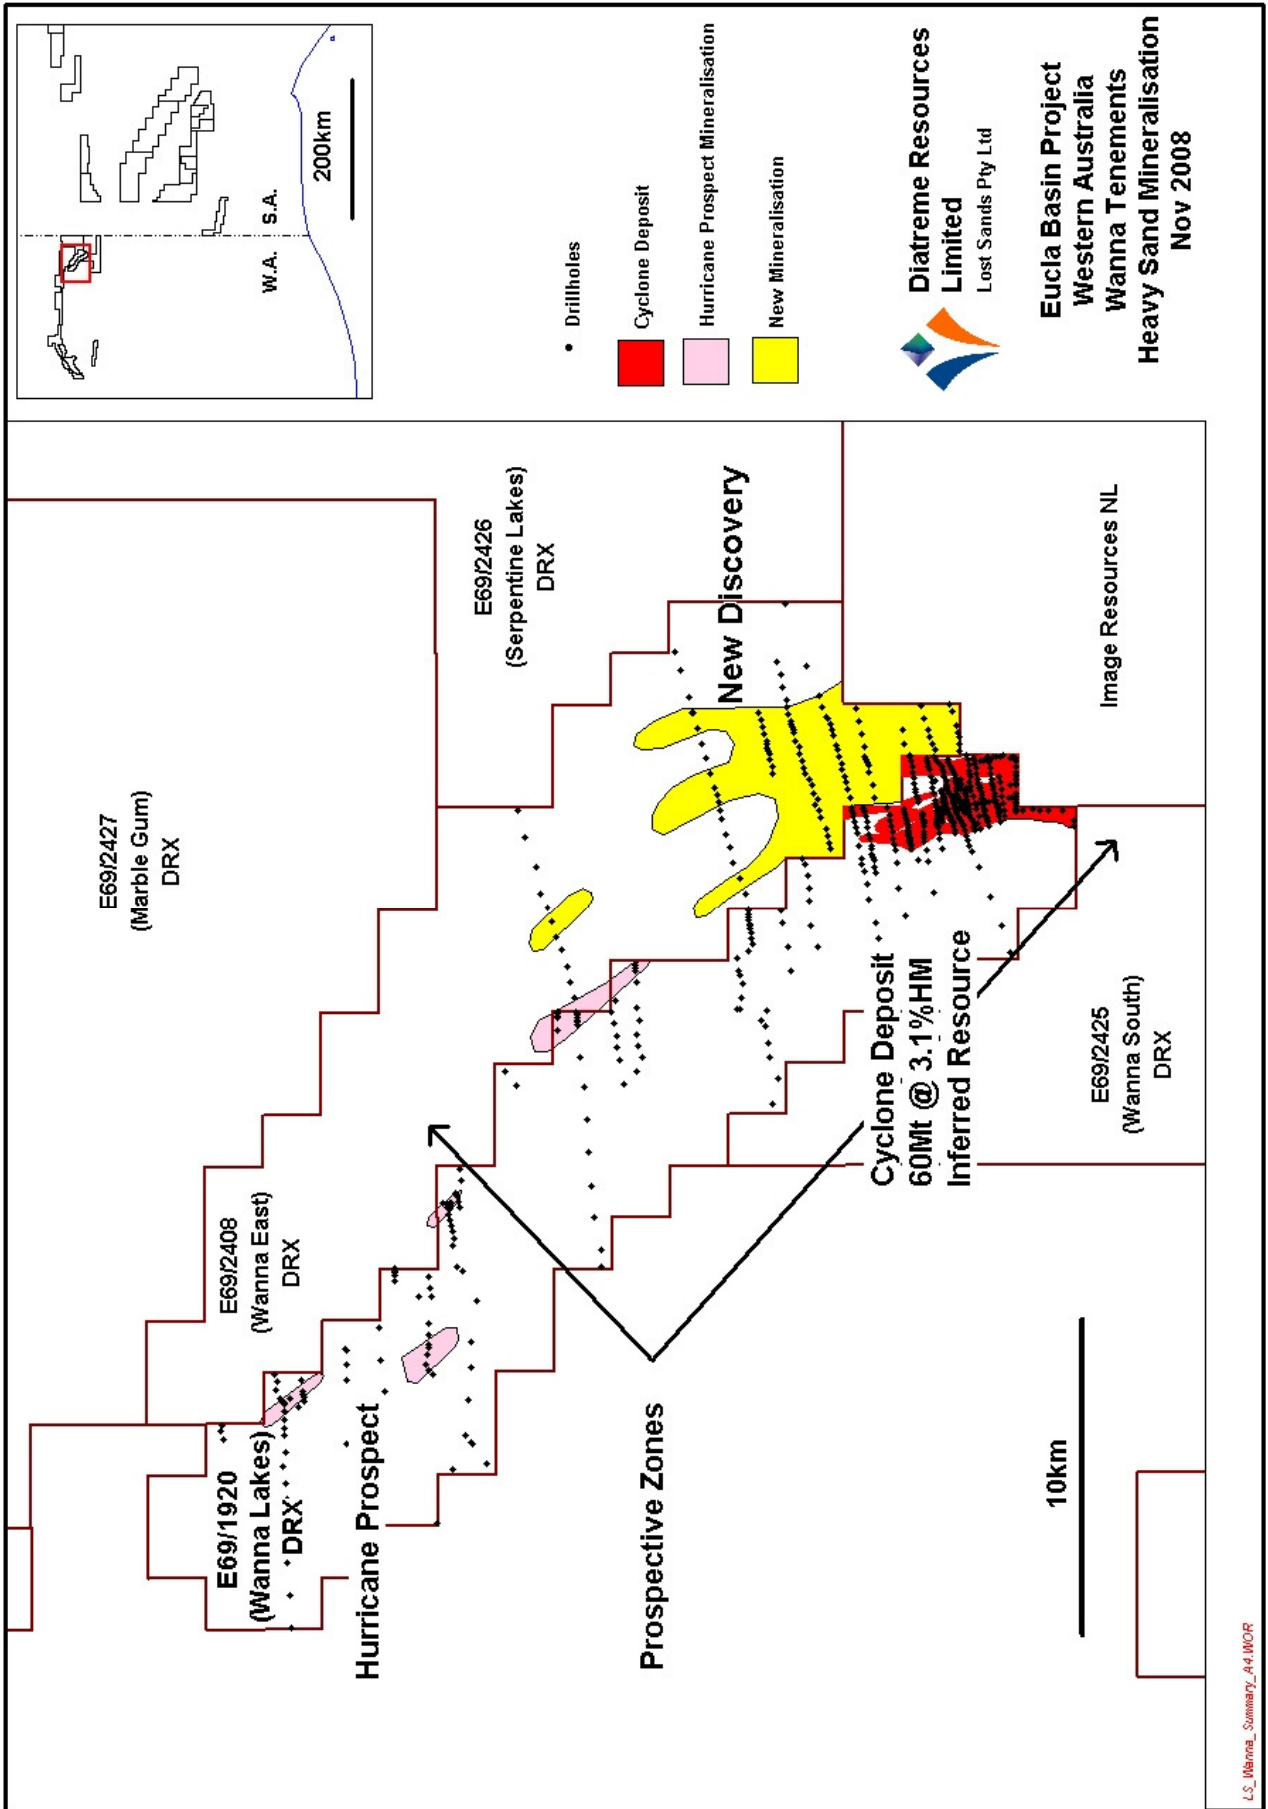 E69/2427
(Marble Gum)
DRX
E69/2408
(Wanna East)
DRX
E69/1920
(Wanna Lakes)
DRX
Hurricane Prospect
E69/2426
(Serpentine Lakes)
DRX
New Discovery
Prospective Zones
Cyclone Deposit
60Mt @ 3.1%HM
Inferred Resource
Image Resources NL
E69/2425
(Wanna South)
DRX
10km
W.A.
S.A.
200km
Drillholes
Cyclone Deposit
Hurricane Prospect Mineralisation
New Mineralisation
Diatreme Resources
Limited
Lost Sands Pty Ltd
Eucla Basin Project
Western Australia
Wanna Tenements
Heavy Sand Mineralisation
Nov 2008
LS_Wanna_Summary_A4.WOR